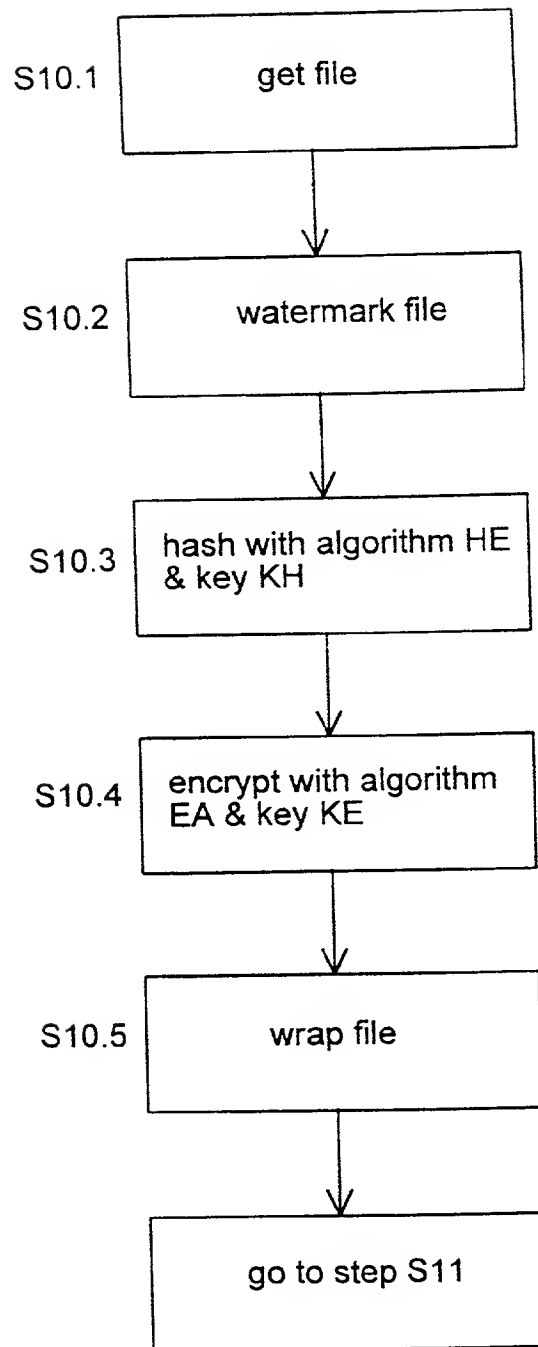 S10.1
get file
S10.2
watermark file
S10.3
hash with algorithm HE
& key KH
S10.4
encrypt with algorithm
EA & key KE
S10.5
wrap file
go to step S11